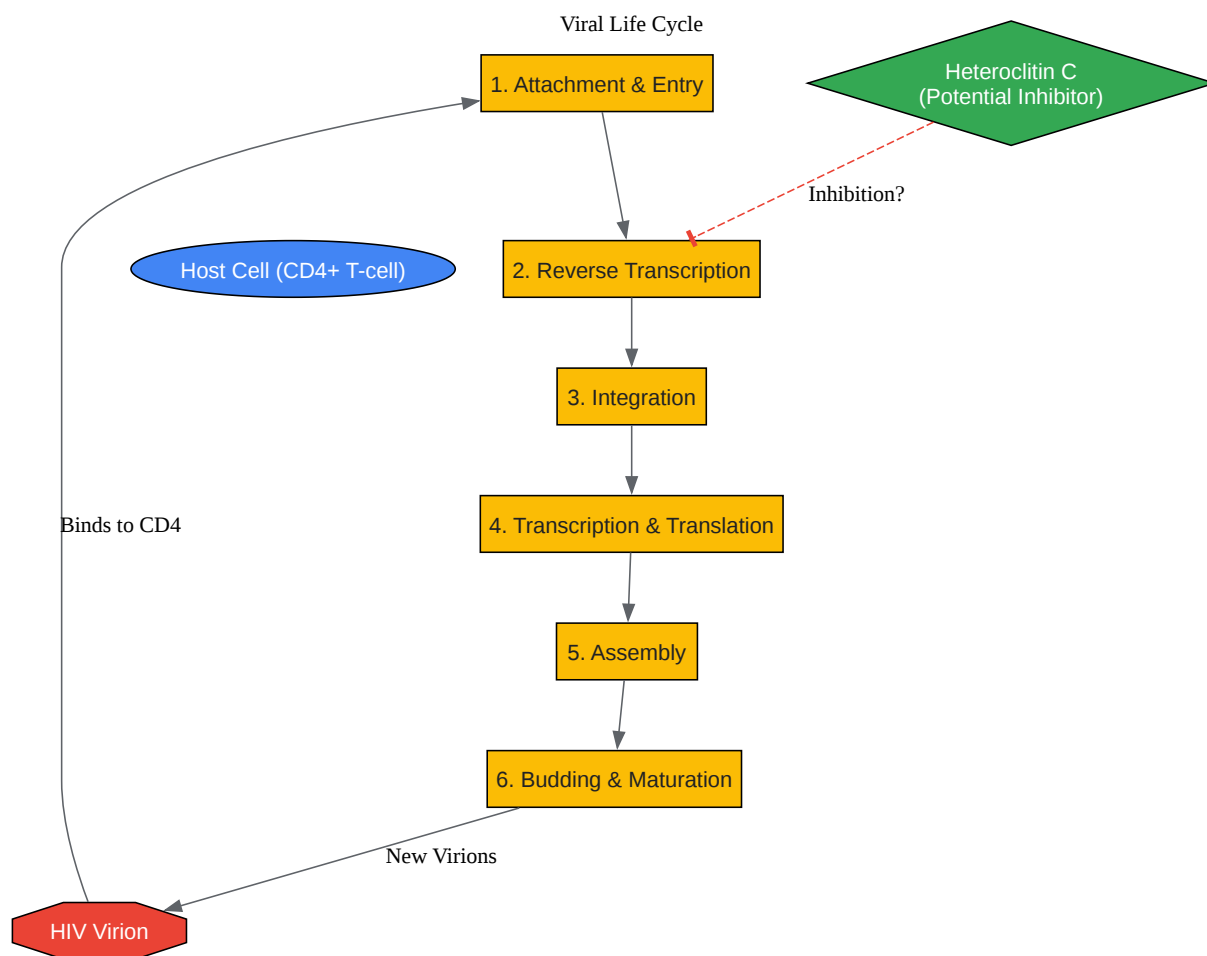 Viral Life Cycle
1. Attachment & Entry
Heteroclitin C
(Potential Inhibitor)
Inhibition?
Host Cell (CD4+ T-cell)
2. Reverse Transcription
3. Integration
4. Transcription & Translation
Binds to CD4
5. Assembly
6. Budding & Maturation
New Virions
HIV Virion